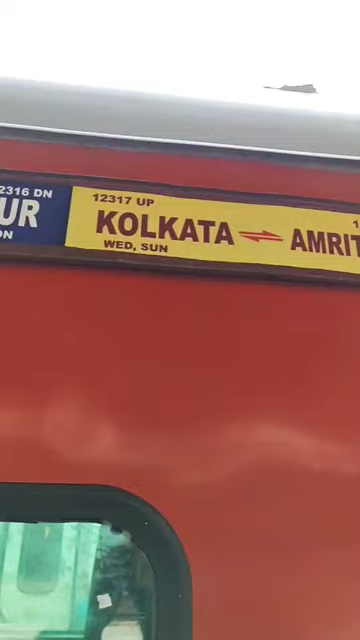 2316 DN
UR
ON
12317 UP
KOLKATA ⇌ AMRIT
WED, SUN